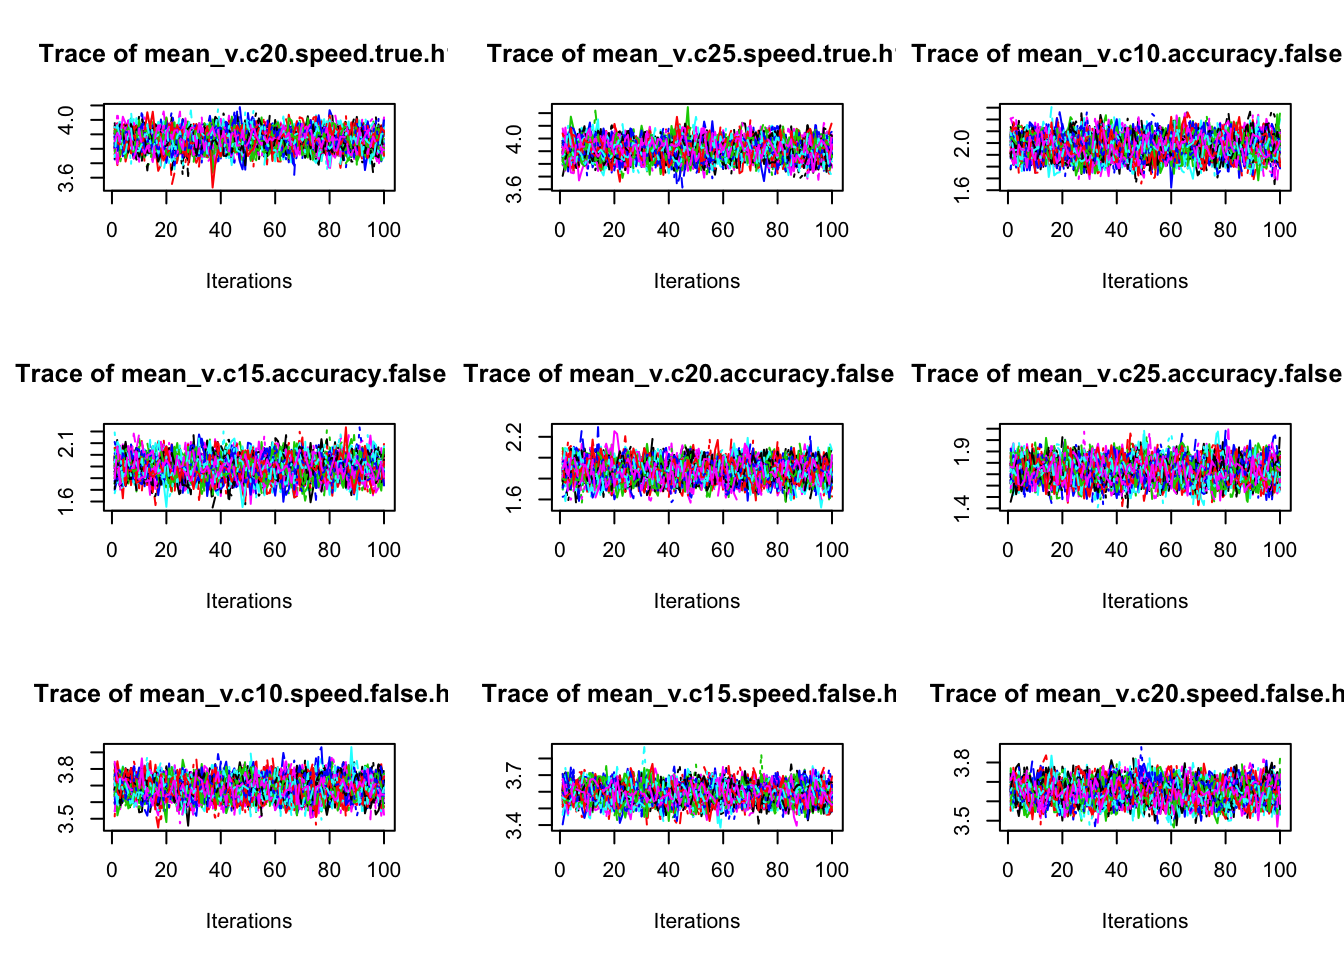 Trace of mean_v.c20.speed.true.h
Trace of mean_v.c25.speed.true.h
Trace of mean_v.c10.accuracy.false
4.0
3.6
0 20 40 60 80 100
Iterations
4.0
3.6
0 20 40 60 80 100
Iterations
2.0
1.6
0 20 40 60 80 100
Iterations
Trace of mean_v.c15.accuracy.false
Trace of mean_v.c20.accuracy.false
Trace of mean_v.c25.accuracy.false
2.1
1.6
0 20 40 60 80 100
Iterations
2.2
1.6
0 20 40 60 80 100
Iterations
1.9
1.4
0 20 40 60 80 100
Iterations
Trace of mean_v.c10.speed.false.h
Trace of mean_v.c15.speed.false.h
Trace of mean_v.c20.speed.false.h
3.8
3.5
0 20 40 60 80 100
Iterations
3.7
3.4
0 20 40 60 80 100
Iterations
3.8
3.5
0 20 40 60 80 100
Iterations